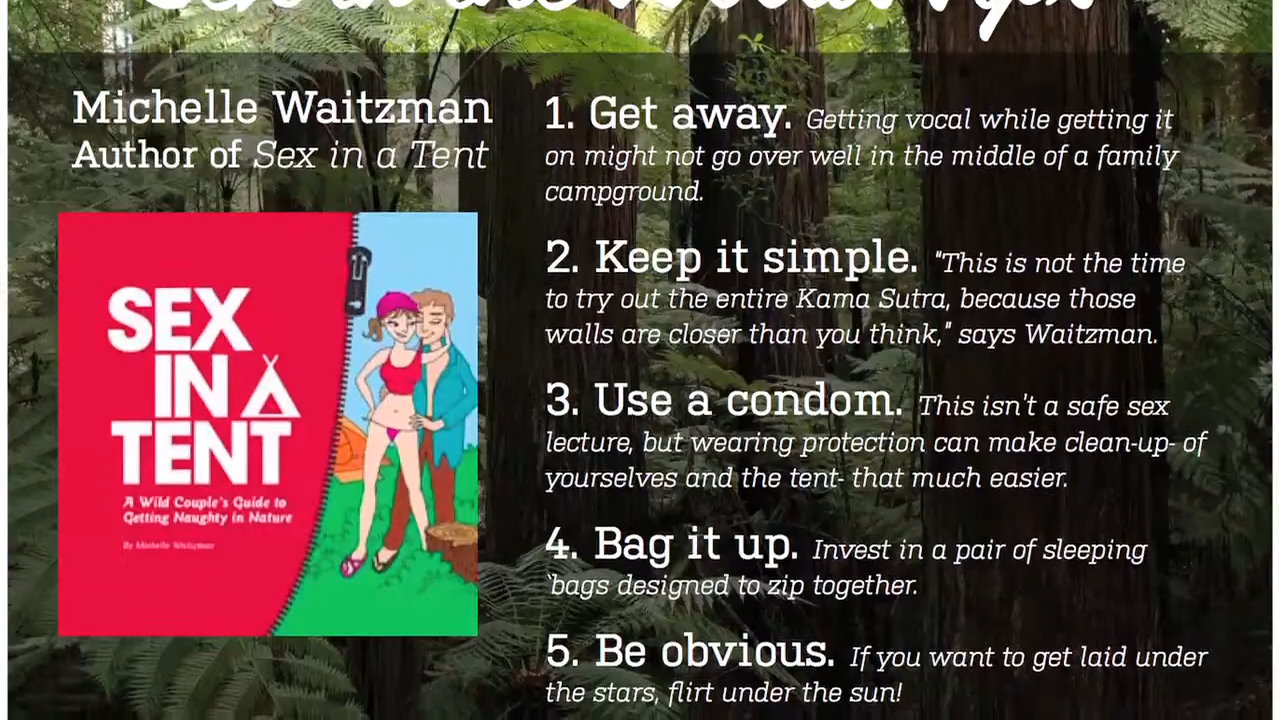 Michelle Waitzman
Author of Sex in a Tent
SEX
IN A
TENT
A Wild Couple's Guide to
Getting Naughty in Nature
By Michelle Waitzman
1. Get away. Getting vocal while getting it
on might not go over well in the middle of a family
campground.
2. Keep it simple. "This is not the time
to try out the entire Kama Sutra, because those
walls are closer than you think," says Waitzman.
3. Use a condom. This isn't a safe sex
lecture, but wearing protection can make clean-up- of
yourselves and the tent- that much easier.
4. Bag it up. Invest in a pair of sleeping
'bags designed to zip together.
5. Be obvious. If you want to get laid under
the stars, flirt under the sun!